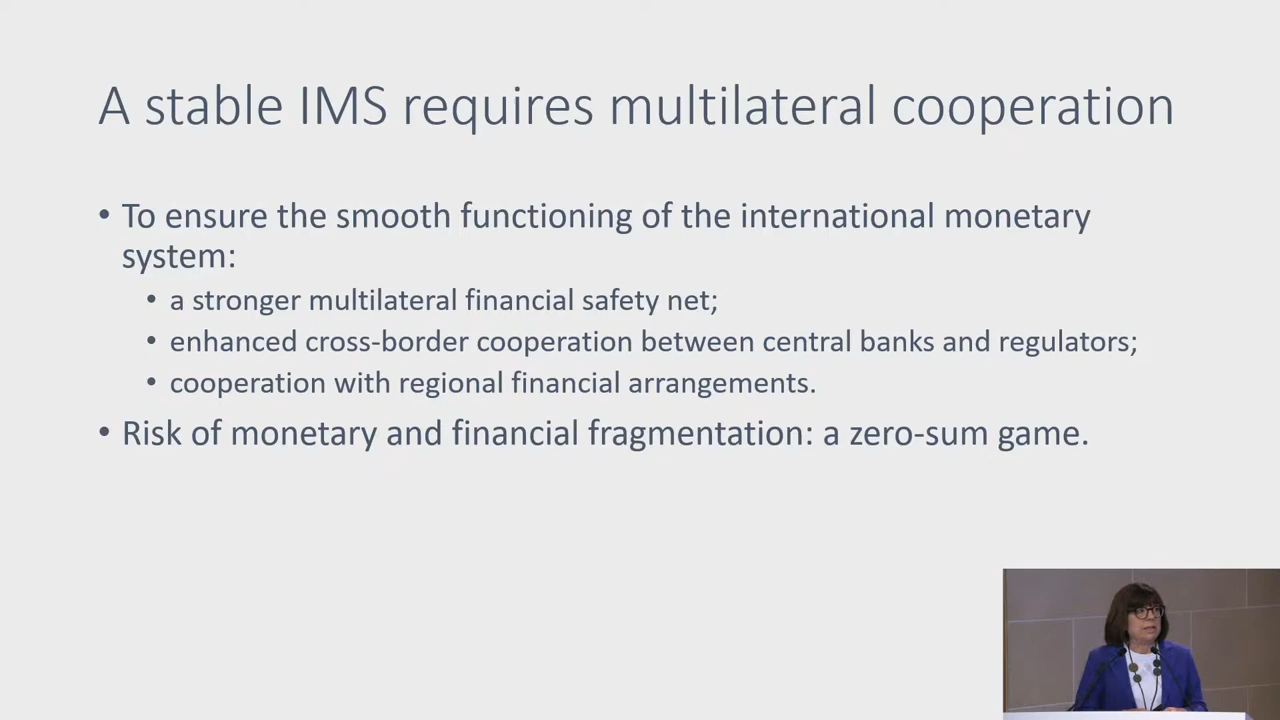 A stable IMS requires multilateral cooperation
• To ensure the smooth functioning of the international monetary
system:
• a stronger multilateral financial safety net;
• enhanced cross-border cooperation between central banks and regulators;
• cooperation with regional financial arrangements.
• Risk of monetary and financial fragmentation: a zero-sum game.